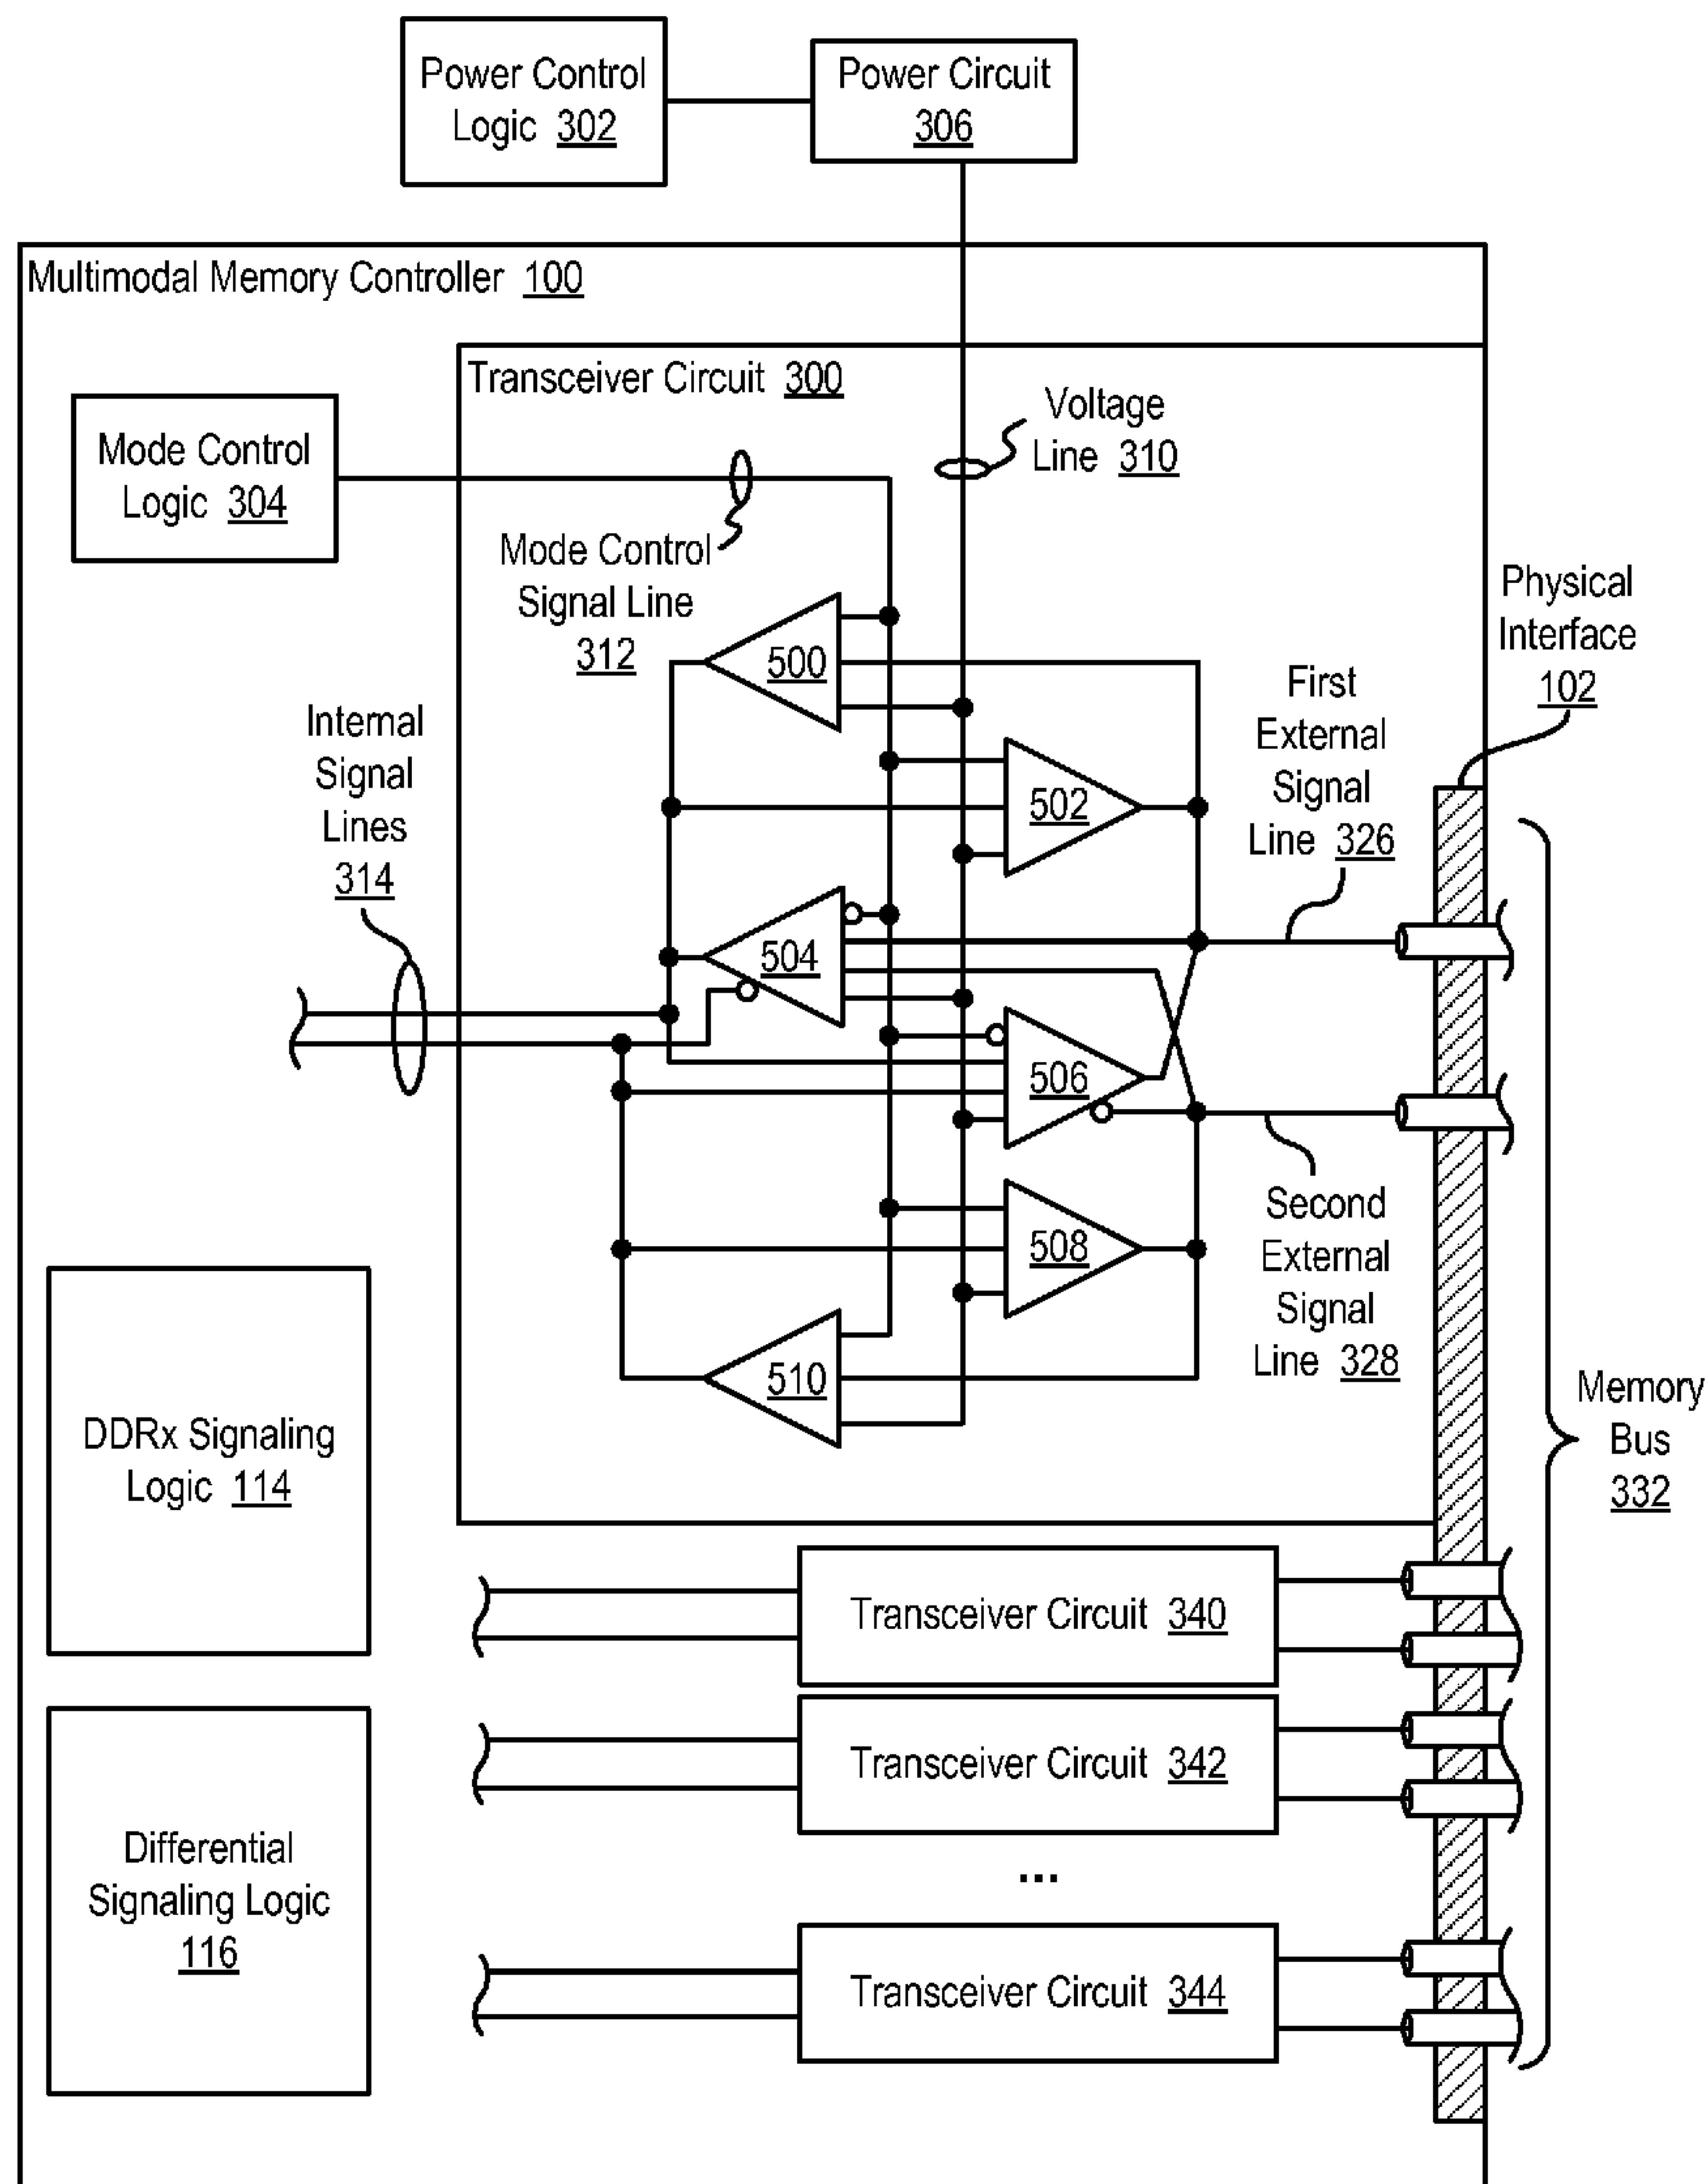 Power Control
Logic 302
Power Circuit
306
Multimodal Memory Controller 100
Transceiver Circuit 300
Mode Control
Logic 304
Voltage
Line 310
Mode Control
Signal Line
312
Physical
Interface
102
500
First
External
Signal
Line 326
Internal
Signal
Lines
314
502
504
506
508
510
Second
External
Signal
Line 328
Memory
Bus
332
DDRx Signaling
Logic 114
Transceiver Circuit 340
Transceiver Circuit 342
...
Differential
Signaling Logic
116
Transceiver Circuit 344